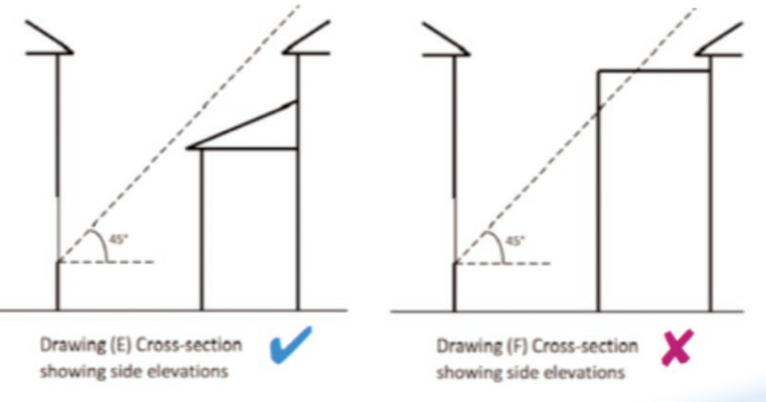 45°
45°
Drawing (E) Cross-section
showing side elevations
Drawing (F) Cross-section
showing side elevations